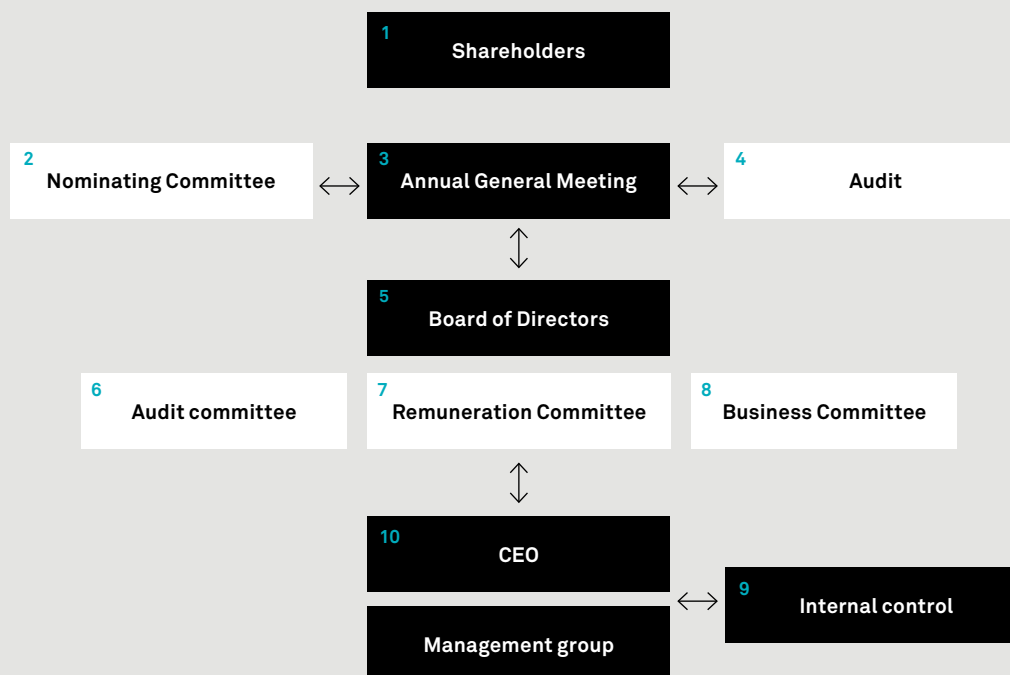 1
Shareholders
2
Nominating Committee
3
Annual General Meeting
4
Audit
5
Board of Directors
6
Audit committee
7
Remuneration Committee
8
Business Committee
10
CEO
9
Internal control
Management group